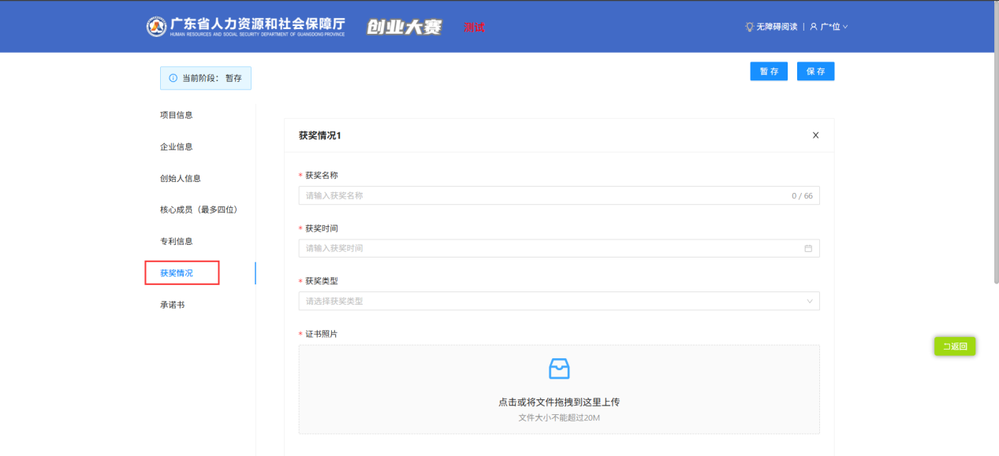 广东省人力资源和社会保障厅
HUMAN RESOURCES AND SOCIAL SECURITY DEPARTMENT OF GUANGDONG PROVINCE
创业大赛
测试
无障碍阅读 | 广*位
当前阶段： 暂存
暂 存
保 存
项目信息
企业信息
创始人信息
核心成员（最多四位）
专利信息
获奖情况
承诺书
获奖情况1
* 获奖名称
请输入获奖名称
0 / 66
* 获奖时间
请输入获奖时间
* 获奖类型
请选择获奖类型
* 证书照片
点击或将文件拖拽到这里上传
文件大小不能超过20M
返回